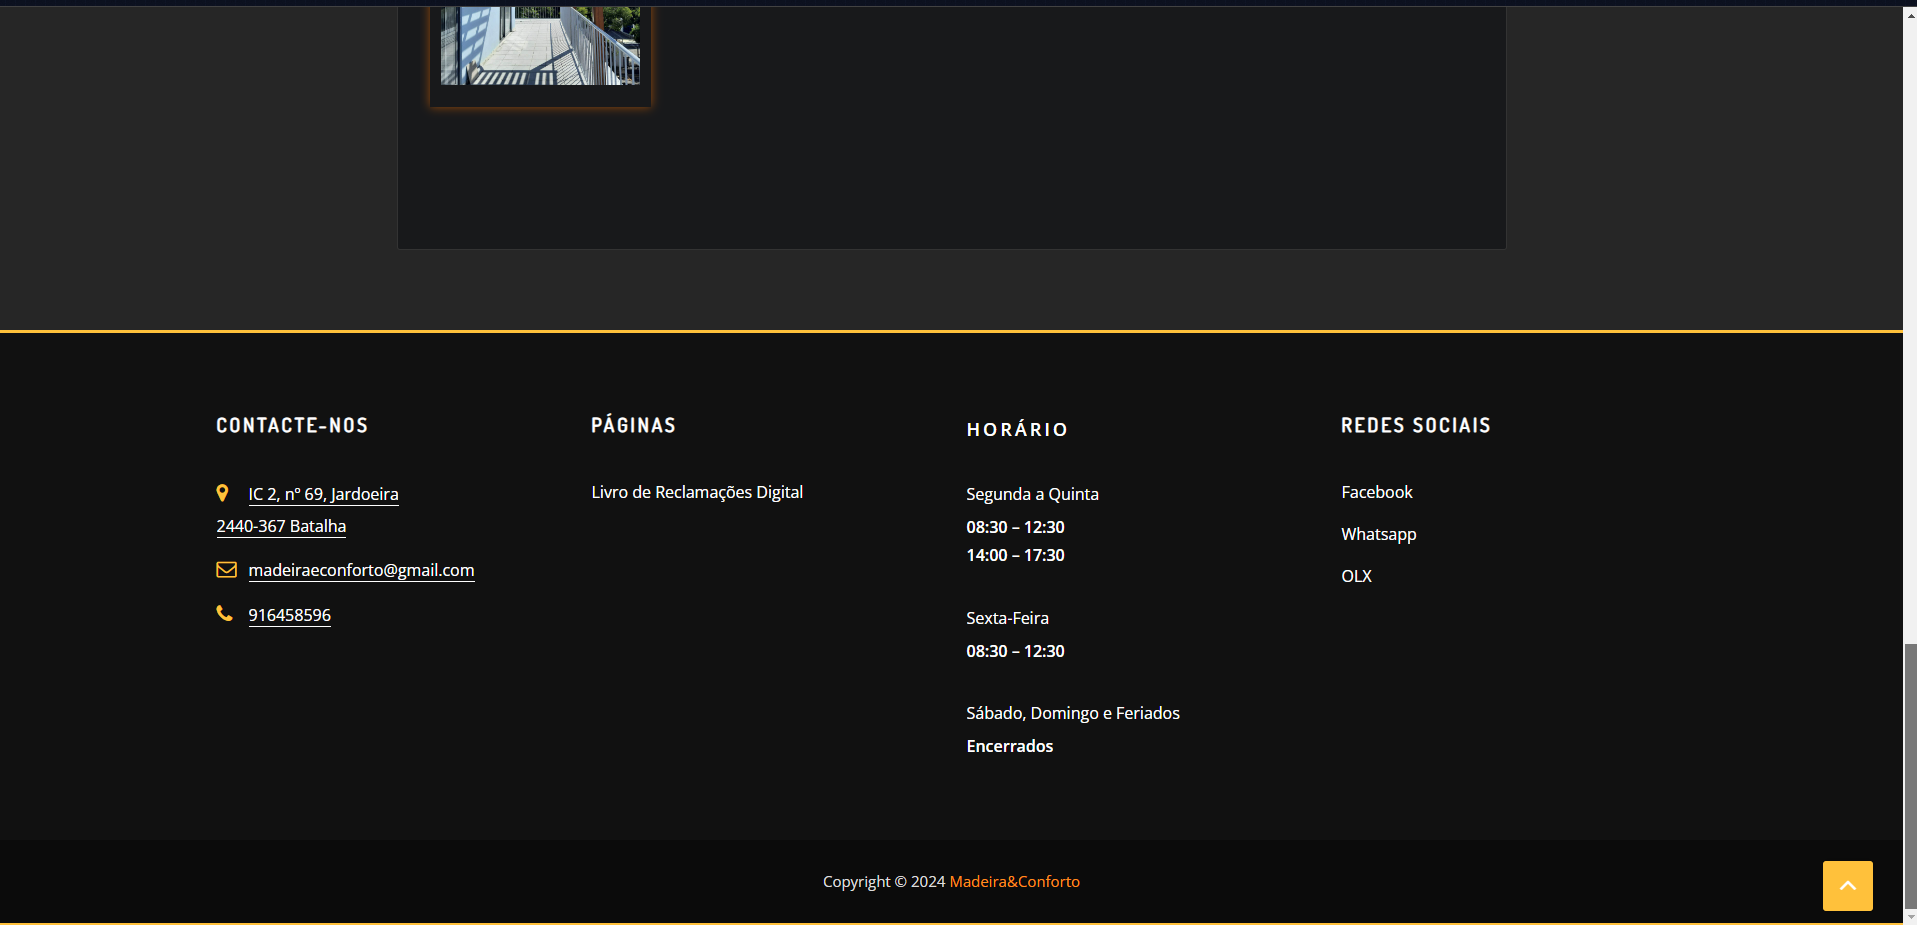 CONTACTE-NOS
IC 2, nº 69, Jardoeira
2440-367 Batalha
madeiraeconforto@gmail.com
916458596
PÁGINAS
Livro de Reclamações Digital
HORÁRIO
Segunda a Quinta
08:30 – 12:30
14:00 – 17:30
Sexta-Feira
08:30 – 12:30
Sábado, Domingo e Feriados
Encerrados
REDES SOCIAIS
Facebook
Whatsapp
OLX
Copyright © 2024 Madeira&Conforto